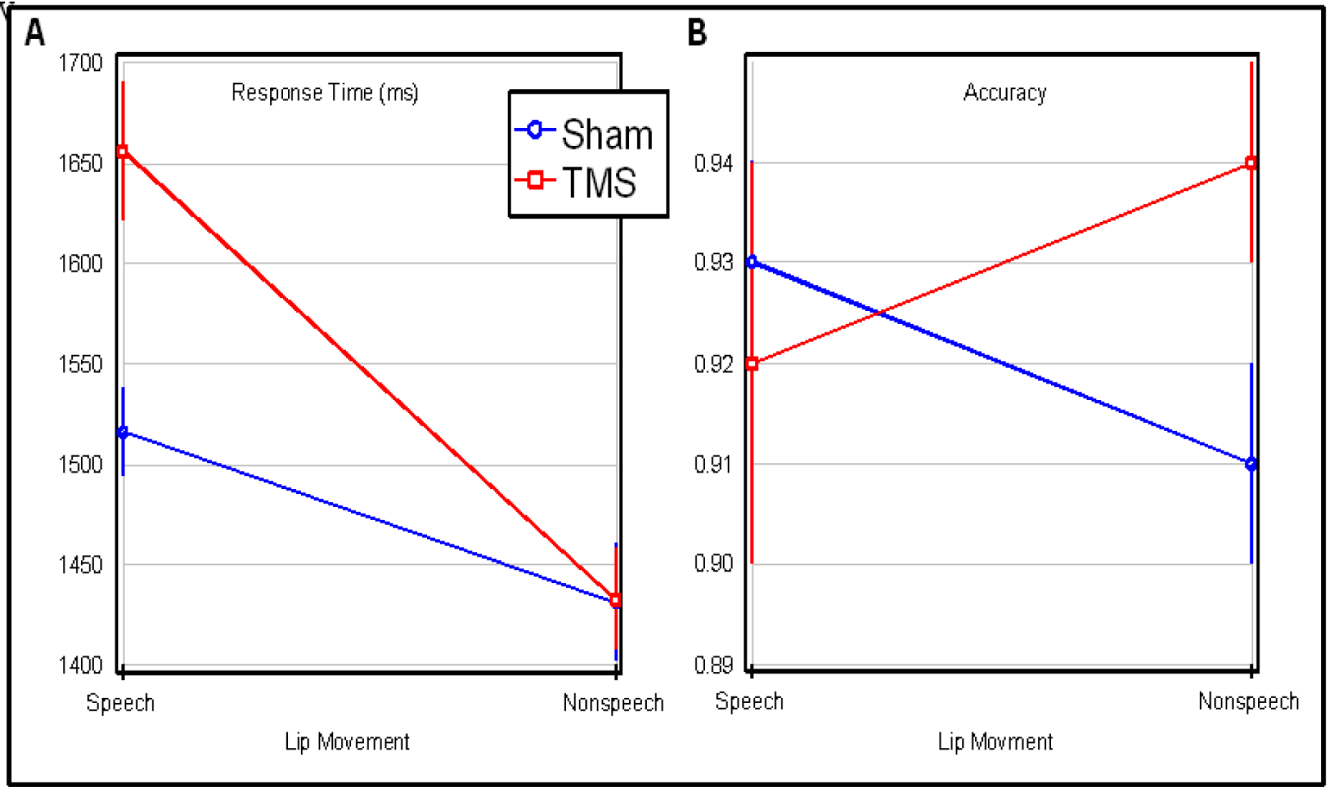 A
B
Response Time (ms)
Accuracy
Sham
TMS
1700
1650
1600
1550
1500
1450
1400
Speech
Nonspeech
Lip Movement
0.94
0.93
0.92
0.91
0.90
0.89
Speech
Nonspeech
Lip Movment